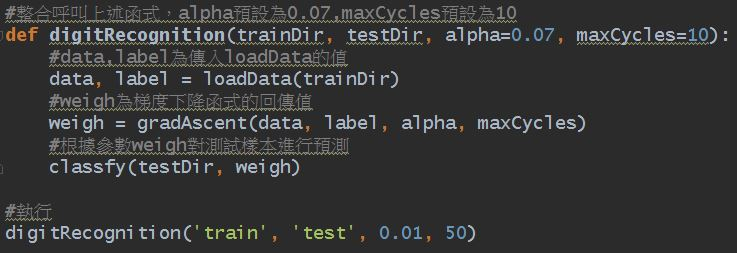 #整合呼叫上述函式，alpha預設為0.07,maxCycles預設為10
def digitRecognition(trainDir, testDir, alpha=0.07, maxCycles=10):
#data,label為傳入loadData的值
data, label = loadData(trainDir)
#weigh為梯度下降函式的回傳值
weigh = gradAscent(data, label, alpha, maxCycles)
#根據參數weigh對測試樣本進行預測
classfy(testDir, weigh)
#執行
digitRecognition('train', 'test', 0.01, 50)